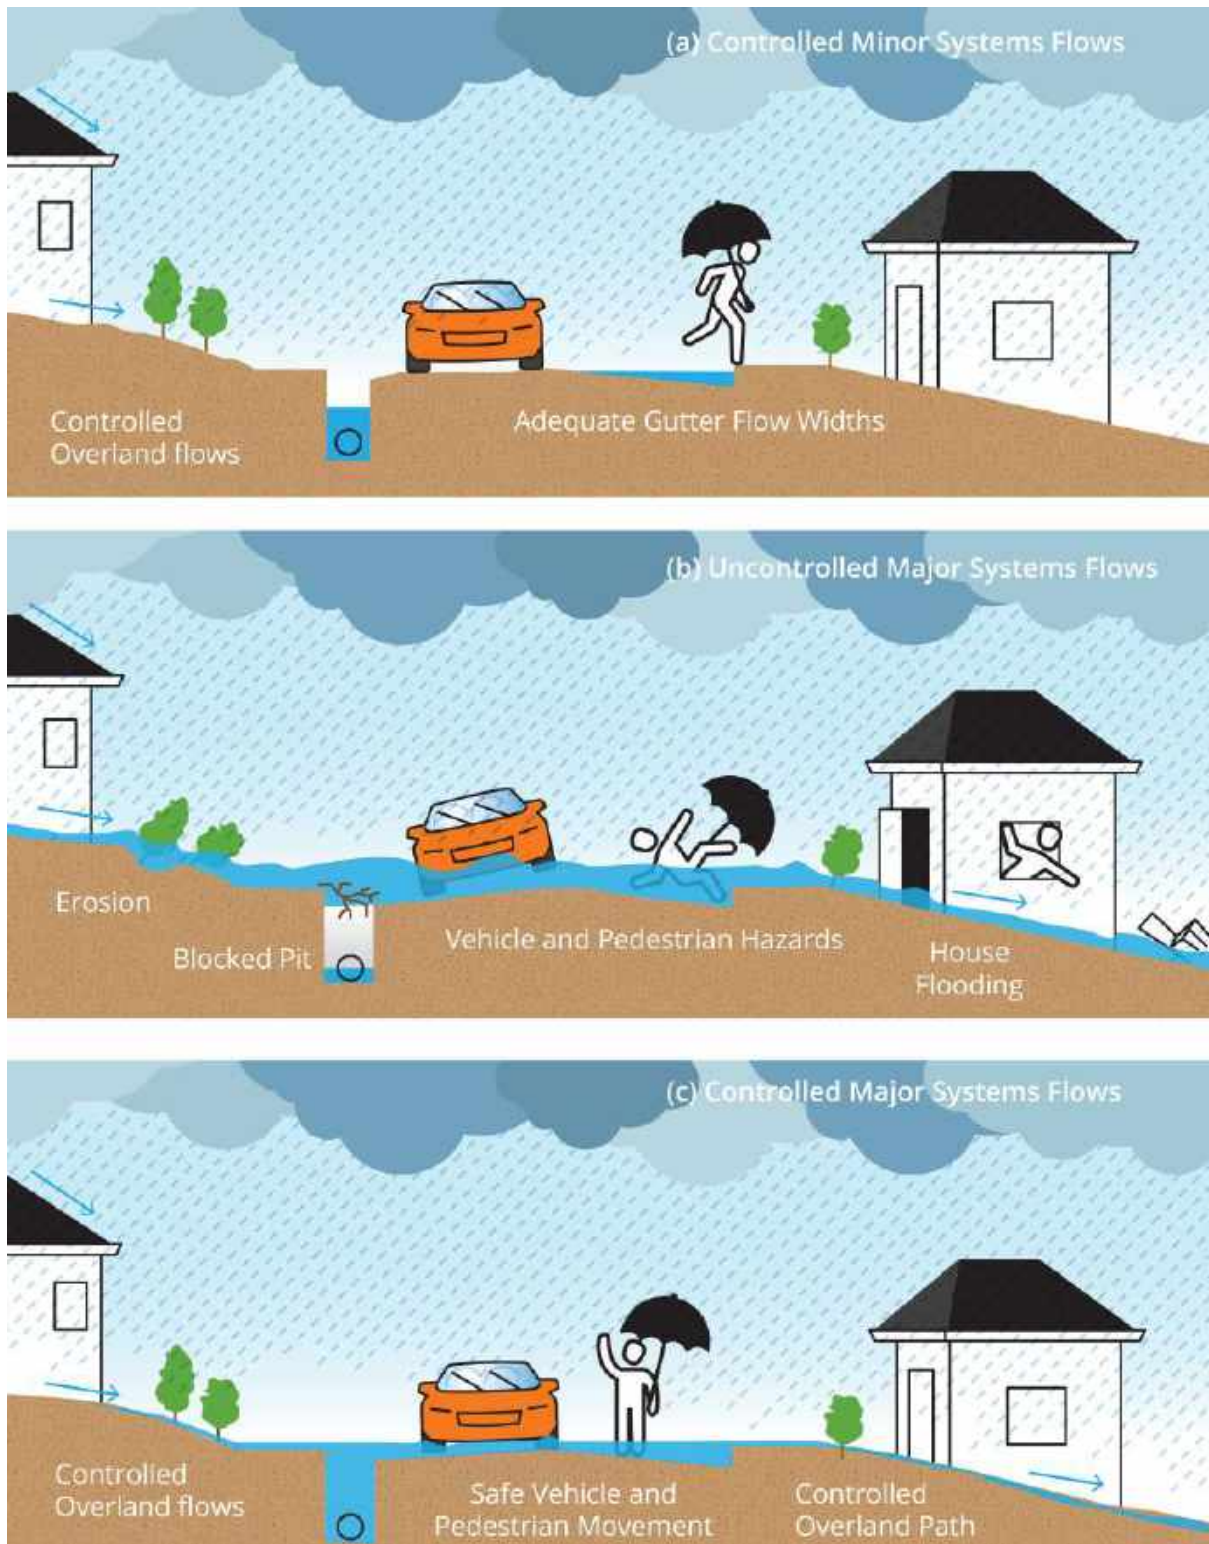 (a) Controlled Minor Systems Flows
Controlled
Overland flows
Adequate Gutter Flow Widths
(b) Uncontrolled Major Systems Flows
Erosion
Blocked Pit
Vehicle and Pedestrian Hazards
House
Flooding
(c) Controlled Major Systems Flows
Controlled
Overland flows
Safe Vehicle and
Pedestrian Movement
Controlled
Overland Path